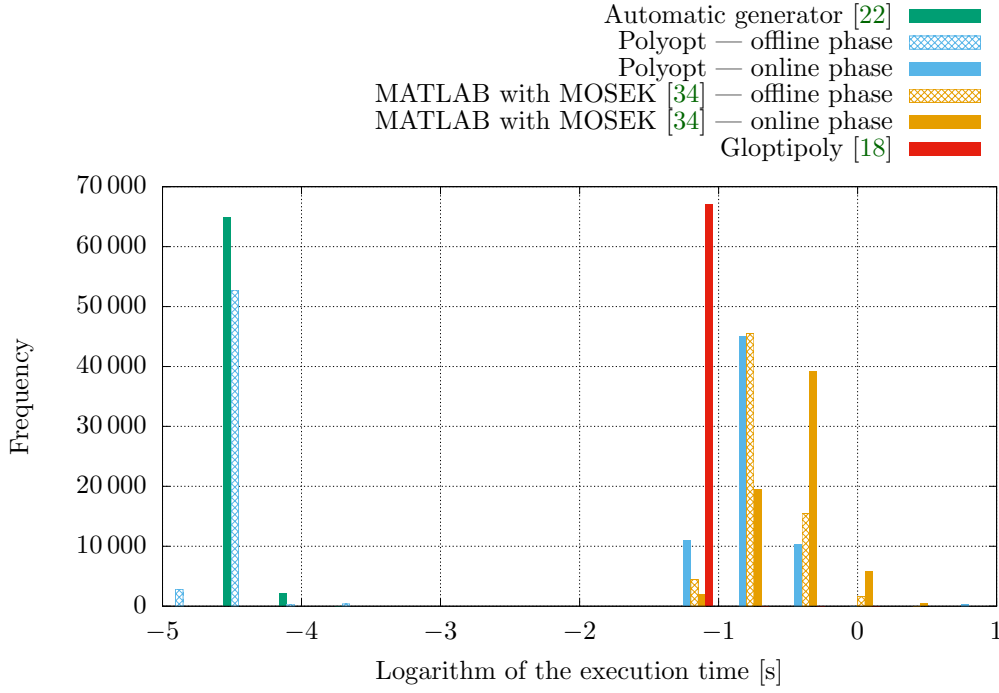 Automatic generator [22]
Polyopt — offline phase
Polyopt — online phase
MATLAB with MOSEK [34] — offline phase
MATLAB with MOSEK [34] — online phase
Gloptipoly [18]
70 000
60 000
50 000
40 000
30 000
20 000
10 000
0
Frequency
−5 −4 −3 −2 −1 0 1
Logarithm of the execution time [s]